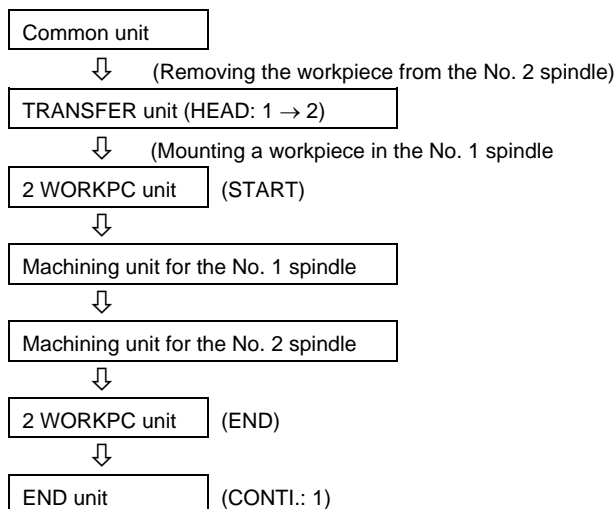 Common unit
⇩ (Removing the workpiece from the No. 2 spindle)
TRANSFER unit (HEAD: 1 → 2)
⇩ (Mounting a workpiece in the No. 1 spindle
2 WORKPC unit (START)
⇩
Machining unit for the No. 1 spindle
⇩
Machining unit for the No. 2 spindle
⇩
2 WORKPC unit (END)
⇩
END unit (CONTI.: 1)